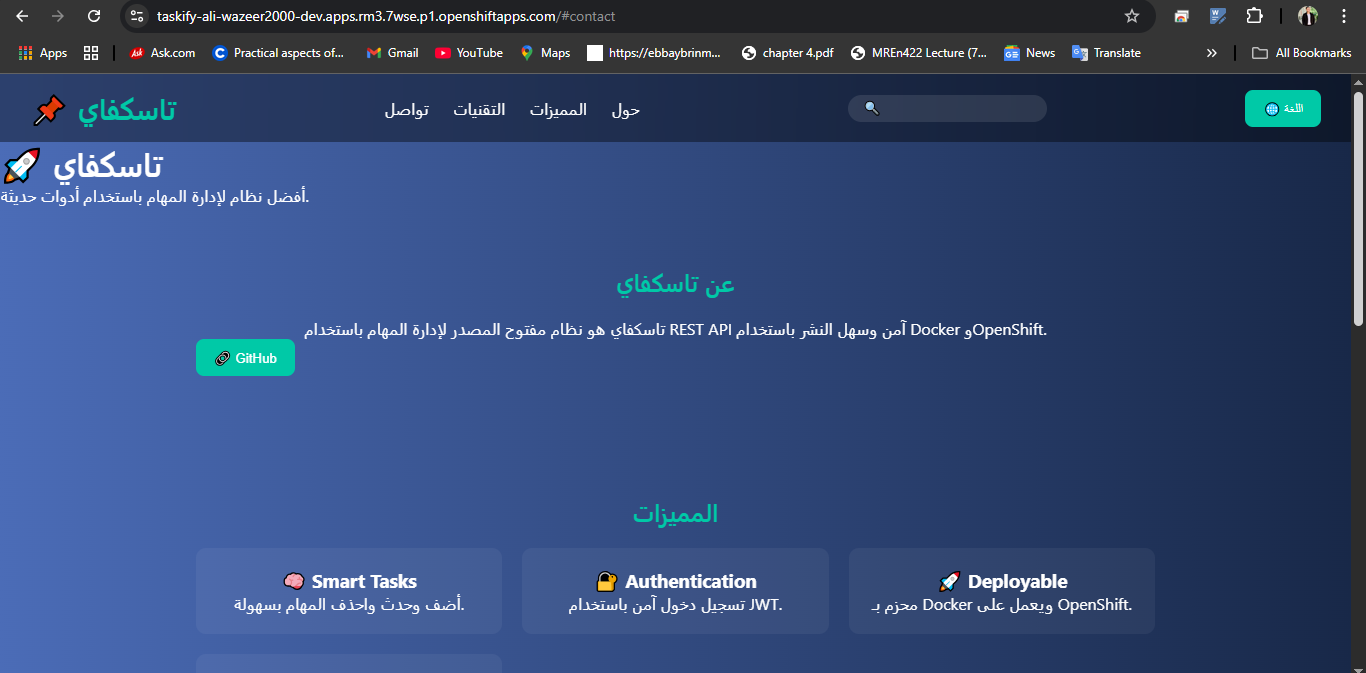 taskify-ali-wazeer2000-dev.apps.rm3.7wse.p1.openshiftapps.com/#contact
Apps
Ask Ask.com
Practical aspects of...
Gmail
YouTube
Maps
https://ebbaybrinm...
chapter 4.pdf
MREn422 Lecture (7...
News
Translate
All Bookmarks
تاسكفاي
حول
المميزات
التقنيات
تواصل
اللغة
تاسكفاي
أفضل نظام لإدارة المهام باستخدام أدوات حديثة.
عن تاسكفاي
تاسكفاي هو نظام مفتوح المصدر لإدارة المهام باستخدام REST API آمن وسهل النشر باستخدام Docker وOpenShift.
GitHub
المميزات
Smart Tasks
أضف وحدث واحذف المهام بسهولة.
Authentication
تسجيل دخول آمن باستخدام JWT.
Deployable
محزم بـ Docker ويعمل على OpenShift.